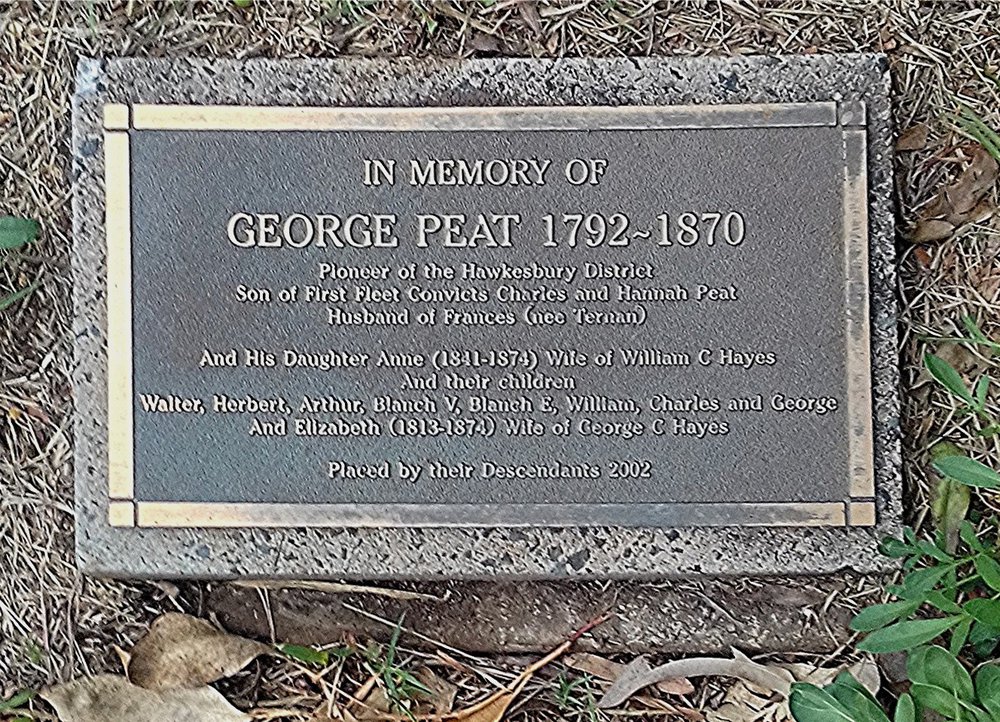 IN MEMORY OF
GEORGE PEAT 1792~1870
Pioneer of the Hawkesbury District
Son of First Fleet Convicts Charles and Hannah Peat
Husband of Frances (nee Ternan)
And His Daughter Anne (1841-1874) Wife of William C Hayes
And their children
Walter, Herbert, Arthur, Blanch V, Blanch E, William, Charles and George
And Elizabeth (1813-1874) Wife of George C Hayes
Placed by their Descendants 2002